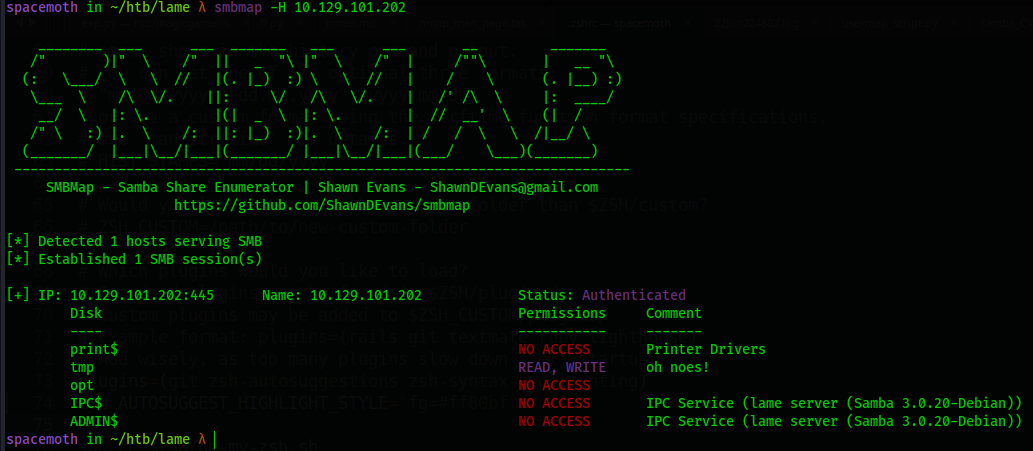 spacemoth in ~/htb/lame λ smbmap -H 10.129.101.202
SMBMap - Samba Share Enumerator | Shawn Evans - ShawnDEvans@gmail.com
https://github.com/ShawnDEvans/smbmap
[*] Detected 1 hosts serving SMB
[*] Established 1 SMB session(s)
[+] IP: 10.129.101.202:445 Name: 10.129.101.202 Status: Authenticated
Disk Permissions Comment
---- ----------- -------
print$ NO ACCESS Printer Drivers
tmp READ, WRITE oh noes!
opt NO ACCESS
IPC$ NO ACCESS IPC Service (lame server (Samba 3.0.20-Debian))
ADMIN$ NO ACCESS IPC Service (lame server (Samba 3.0.20-Debian))
spacemoth in ~/htb/lame λ